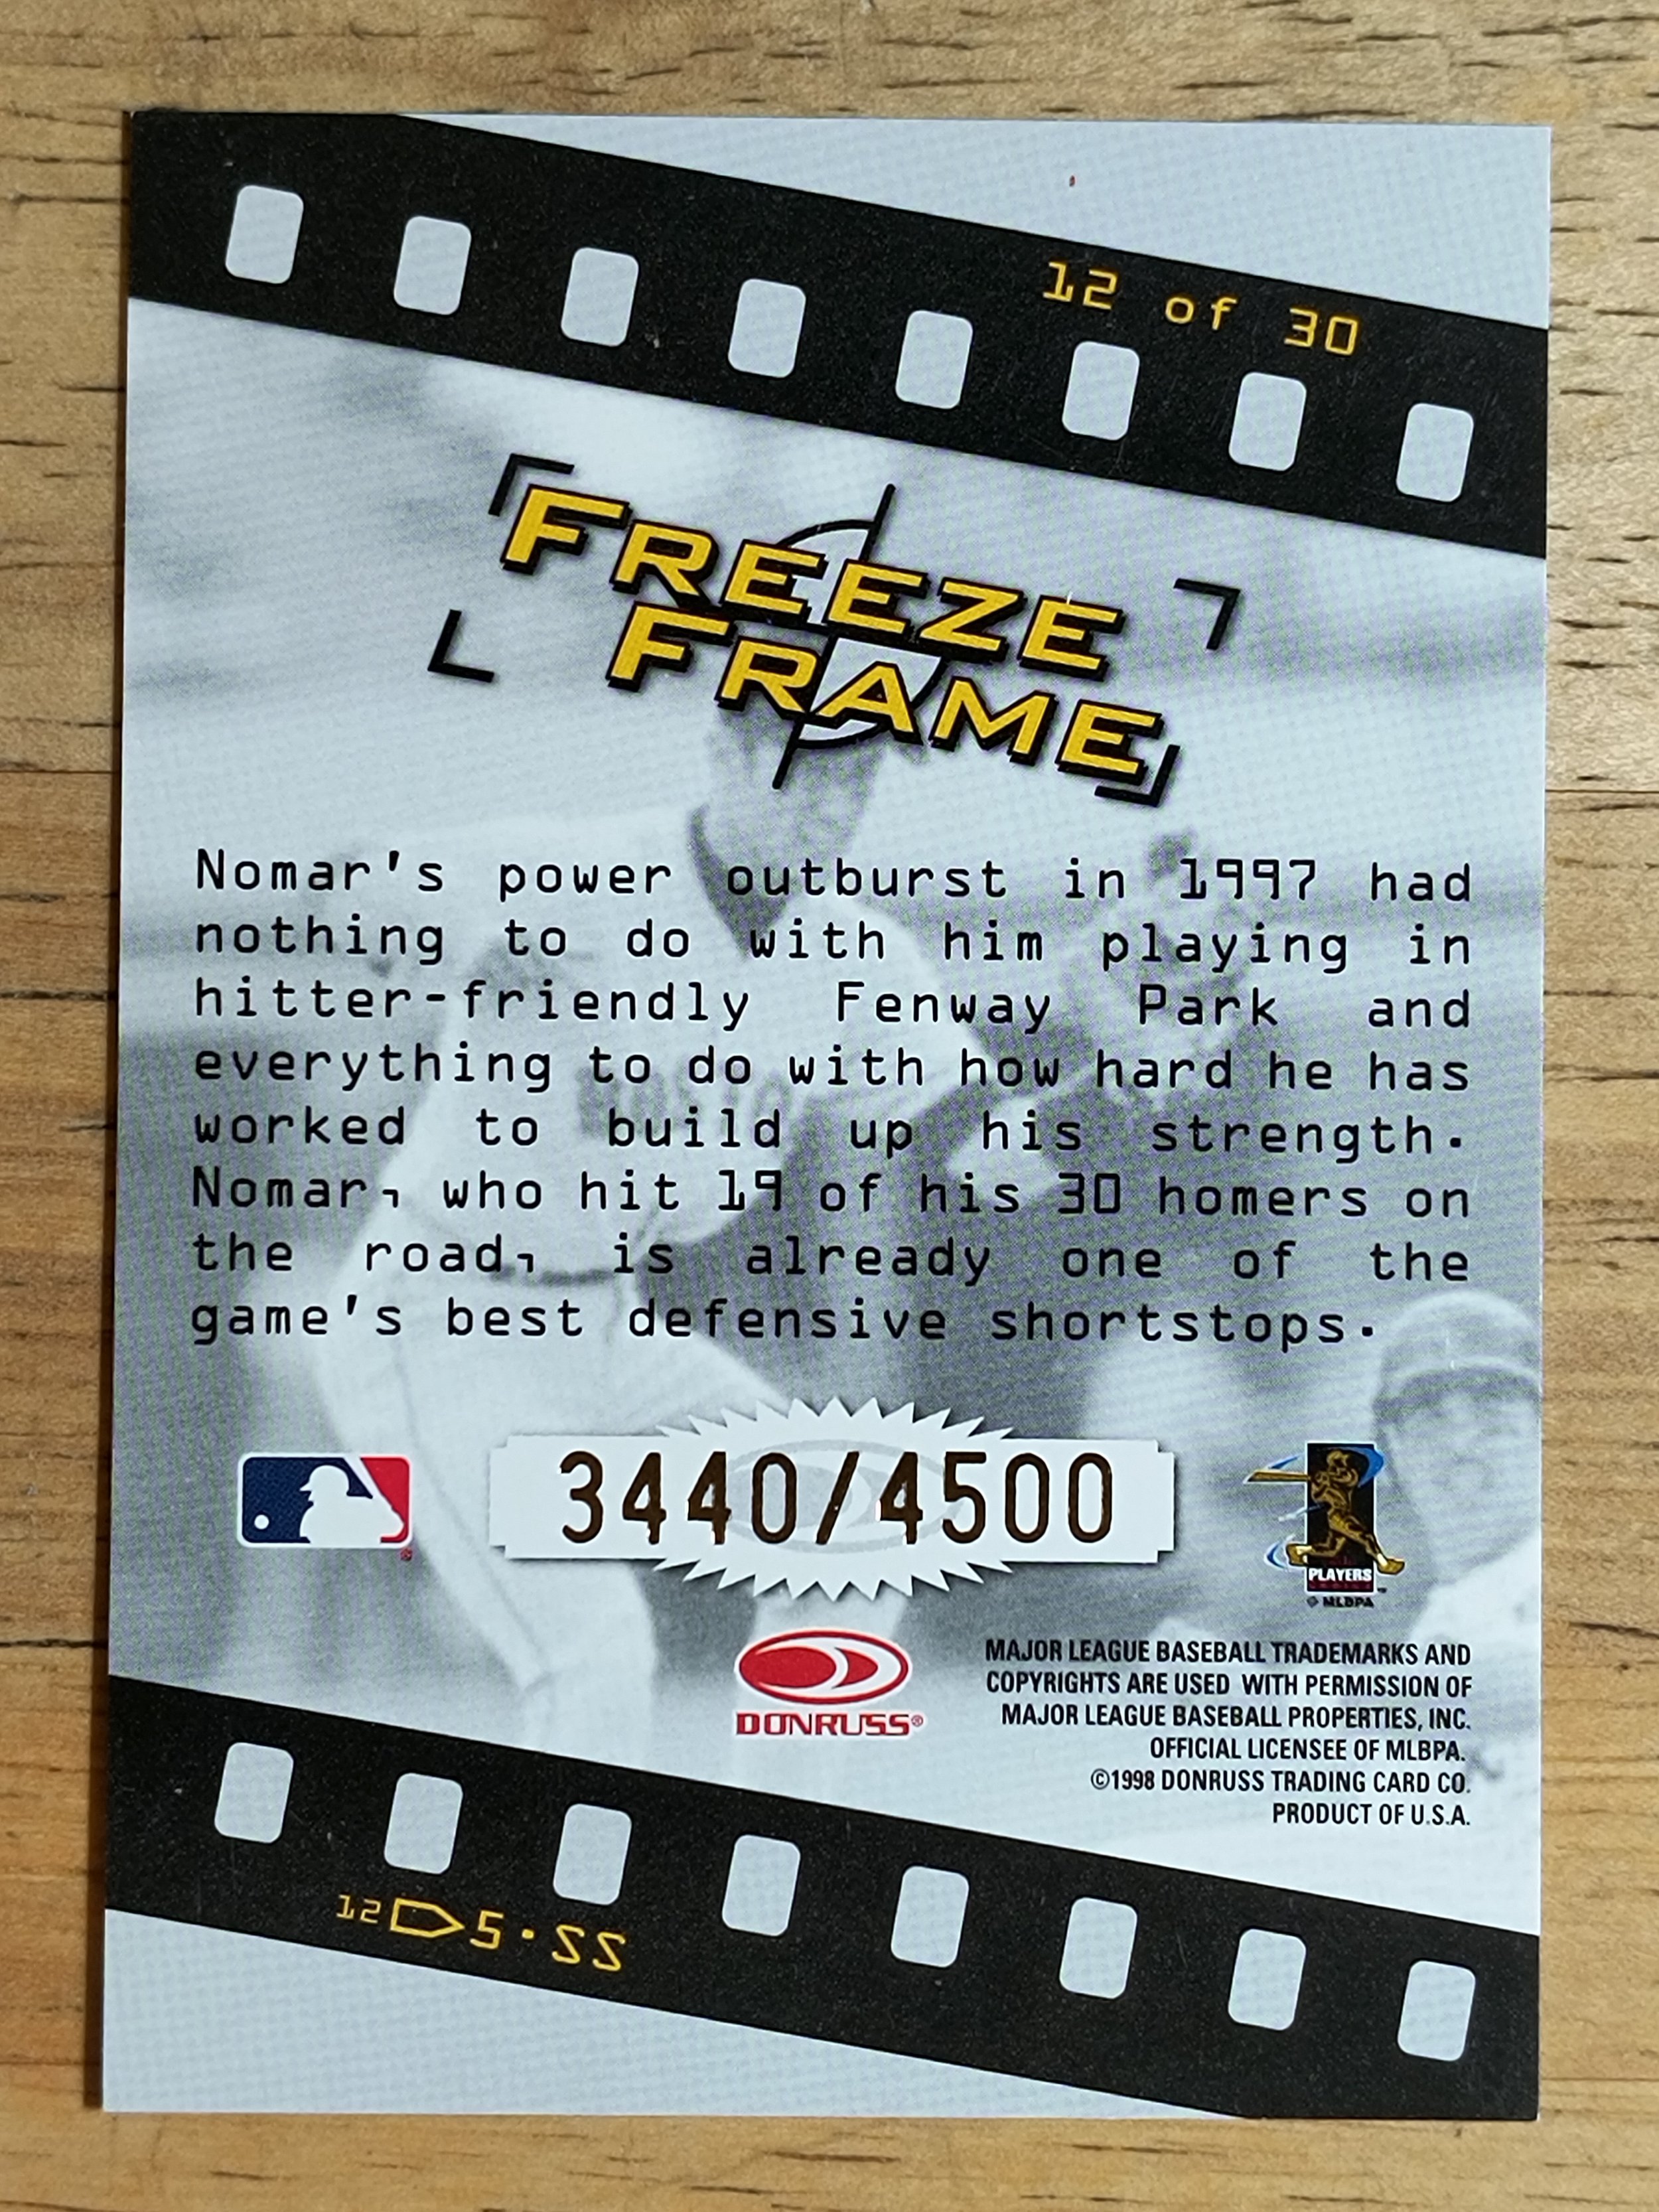 12 of 30
FREEZE
FRAME
Nomar's power outburst in 1997 had
nothing to do with him playing in
hitter-friendly Fenway Park and
everything to do with how hard he has
worked to build up his strength.
Nomar, who hit 19 of his 30 homers on
the road, is already one of the
game's best defensive shortstops.
3440/4500
PLAYERS
© MLBPA
DONRUSS®
MAJOR LEAGUE BASEBALL TRADEMARKS AND
COPYRIGHTS ARE USED WITH PERMISSION OF
MAJOR LEAGUE BASEBALL PROPERTIES, INC.
OFFICIAL LICENSEE OF MLBPA.
©1998 DONRUSS TRADING CARD CO.
PRODUCT OF U.S.A.
12 5·SS